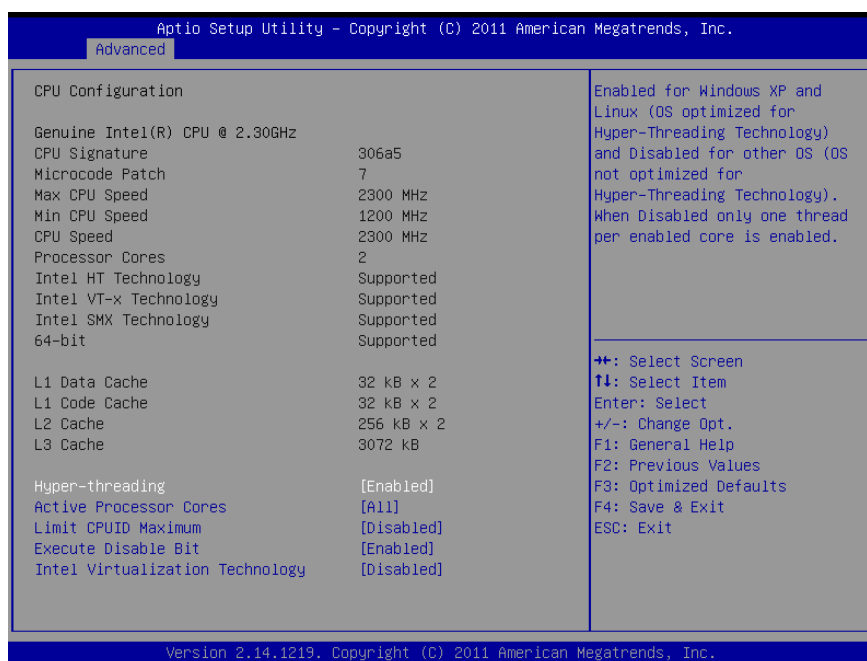 Aptio Setup Utility – Copyright (C) 2011 American Megatrends, Inc.
Advanced
CPU Configuration
Genuine Intel(R) CPU @ 2.30GHz
CPU Signature 306a5
Microcode Patch 7
Max CPU Speed 2300 MHz
Min CPU Speed 1200 MHz
CPU Speed 2300 MHz
Processor Cores 2
Intel HT Technology Supported
Intel VT-x Technology Supported
Intel SMX Technology Supported
64-bit Supported
L1 Data Cache 32 kB x 2
L1 Code Cache 32 kB x 2
L2 Cache 256 kB x 2
L3 Cache 3072 kB
Hyper-threading [Enabled]
Active Processor Cores [All]
Limit CPUID Maximum [Disabled]
Execute Disable Bit [Enabled]
Intel Virtualization Technology [Disabled]
Enabled for Windows XP and
Linux (OS optimized for
Hyper-Threading Technology)
and Disabled for other OS (OS
not optimized for
Hyper-Threading Technology).
When Disabled only one thread
per enabled core is enabled.
→←: Select Screen
↑↓: Select Item
Enter: Select
+/-: Change Opt.
F1: General Help
F2: Previous Values
F3: Optimized Defaults
F4: Save & Exit
ESC: Exit
Version 2.14.1219. Copyright (C) 2011 American Megatrends, Inc.